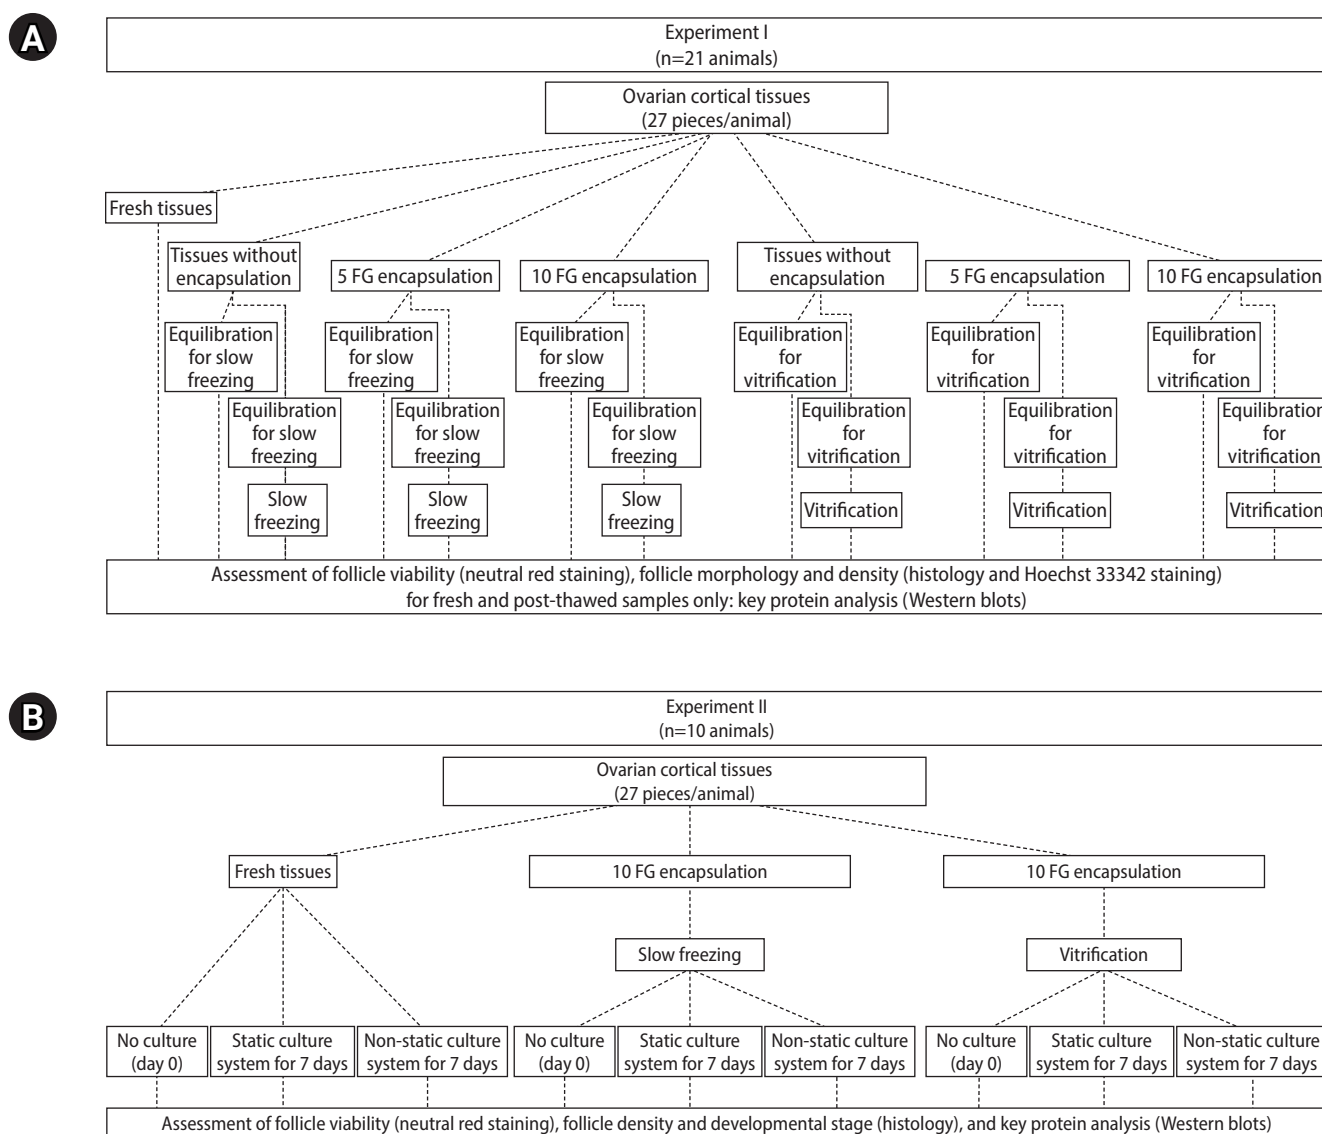 A
Experiment I
(n=21 animals)
Ovarian cortical tissues
(27 pieces/animal)
Fresh tissues
Tissues without
encapsulation
5 FG encapsulation
10 FG encapsulation
Tissues without
encapsulation
5 FG encapsulation
10 FG encapsulation
Equilibration
for slow
freezing
Equilibration
for slow
freezing
Equilibration
for slow
freezing
Equilibration
for
vitrification
Equilibration
for
vitrification
Equilibration
for
vitrification
Equilibration
for slow
freezing
Equilibration
for slow
freezing
Equilibration
for slow
freezing
Equilibration
for
vitrification
Equilibration
for
vitrification
Equilibration
for
vitrification
Slow
freezing
Slow
freezing
Slow
freezing
Vitrification
Vitrification
Vitrification
Assessment of follicle viability (neutral red staining), follicle morphology and density (histology and Hoechst 33342 staining)
for fresh and post-thawed samples only: key protein analysis (Western blots)
B
Experiment II
(n=10 animals)
Ovarian cortical tissues
(27 pieces/animal)
Fresh tissues
10 FG encapsulation
10 FG encapsulation
Slow freezing
Vitrification
No culture
(day 0)
Static culture
system for 7 days
Non-static culture
system for 7 days
No culture
(day 0)
Static culture
system for 7 days
Non-static culture
system for 7 days
No culture
(day 0)
Static culture
system for 7 days
Non-static culture
system for 7 days
Assessment of follicle viability (neutral red staining), follicle density and developmental stage (histology), and key protein analysis (Western blots)